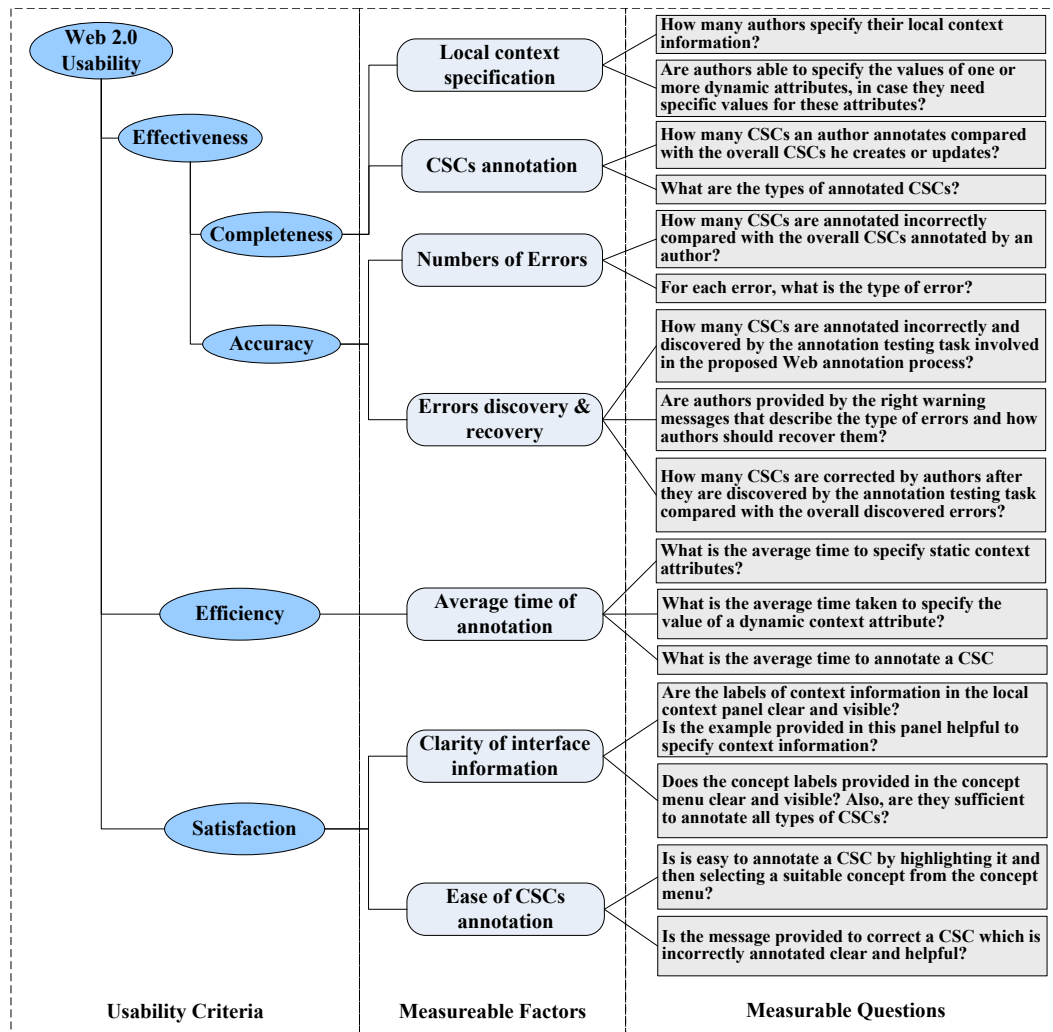 Web 2.0
Usability
Effectiveness
Completeness
Accuracy
Efficiency
Satisfaction
Usability Criteria
Local context
specification
CSCs annotation
Numbers of Errors
Errors discovery &
recovery
Average time of
annotation
Clarity of interface
information
Ease of CSCs
annotation
Measureable Factors
How many authors specify their local context
information?
Are authors able to specify the values of one or
more dynamic attributes, in case they need
specific values for these attributes?
How many CSCs an author annotates compared
with the overall CSCs he creates or updates?
What are the types of annotated CSCs?
How many CSCs are annotated incorrectly
compared with the overall CSCs annotated by an
author?
For each error, what is the type of error?
How many CSCs are annotated incorrectly and
discovered by the annotation testing task involved
in the proposed Web annotation process?
Are authors provided by the right warning
messages that describe the type of errors and how
authors should recover them?
How many CSCs are corrected by authors after
they are discovered by the annotation testing task
compared with the overall discovered errors?
What is the average time to specify static context
attributes?
What is the average time taken to specify the
value of a dynamic context attribute?
What is the average time to annotate a CSC
Are the labels of context information in the local
context panel clear and visible?
Is the example provided in this panel helpful to
specify context information?
Does the concept labels provided in the concept
menu clear and visible? Also, are they sufficient
to annotate all types of CSCs?
Is is easy to annotate a CSC by highlighting it and
then selecting a suitable concept from the concept
menu?
Is the message provided to correct a CSC which is
incorrectly annotated clear and helpful?
Measurable Questions